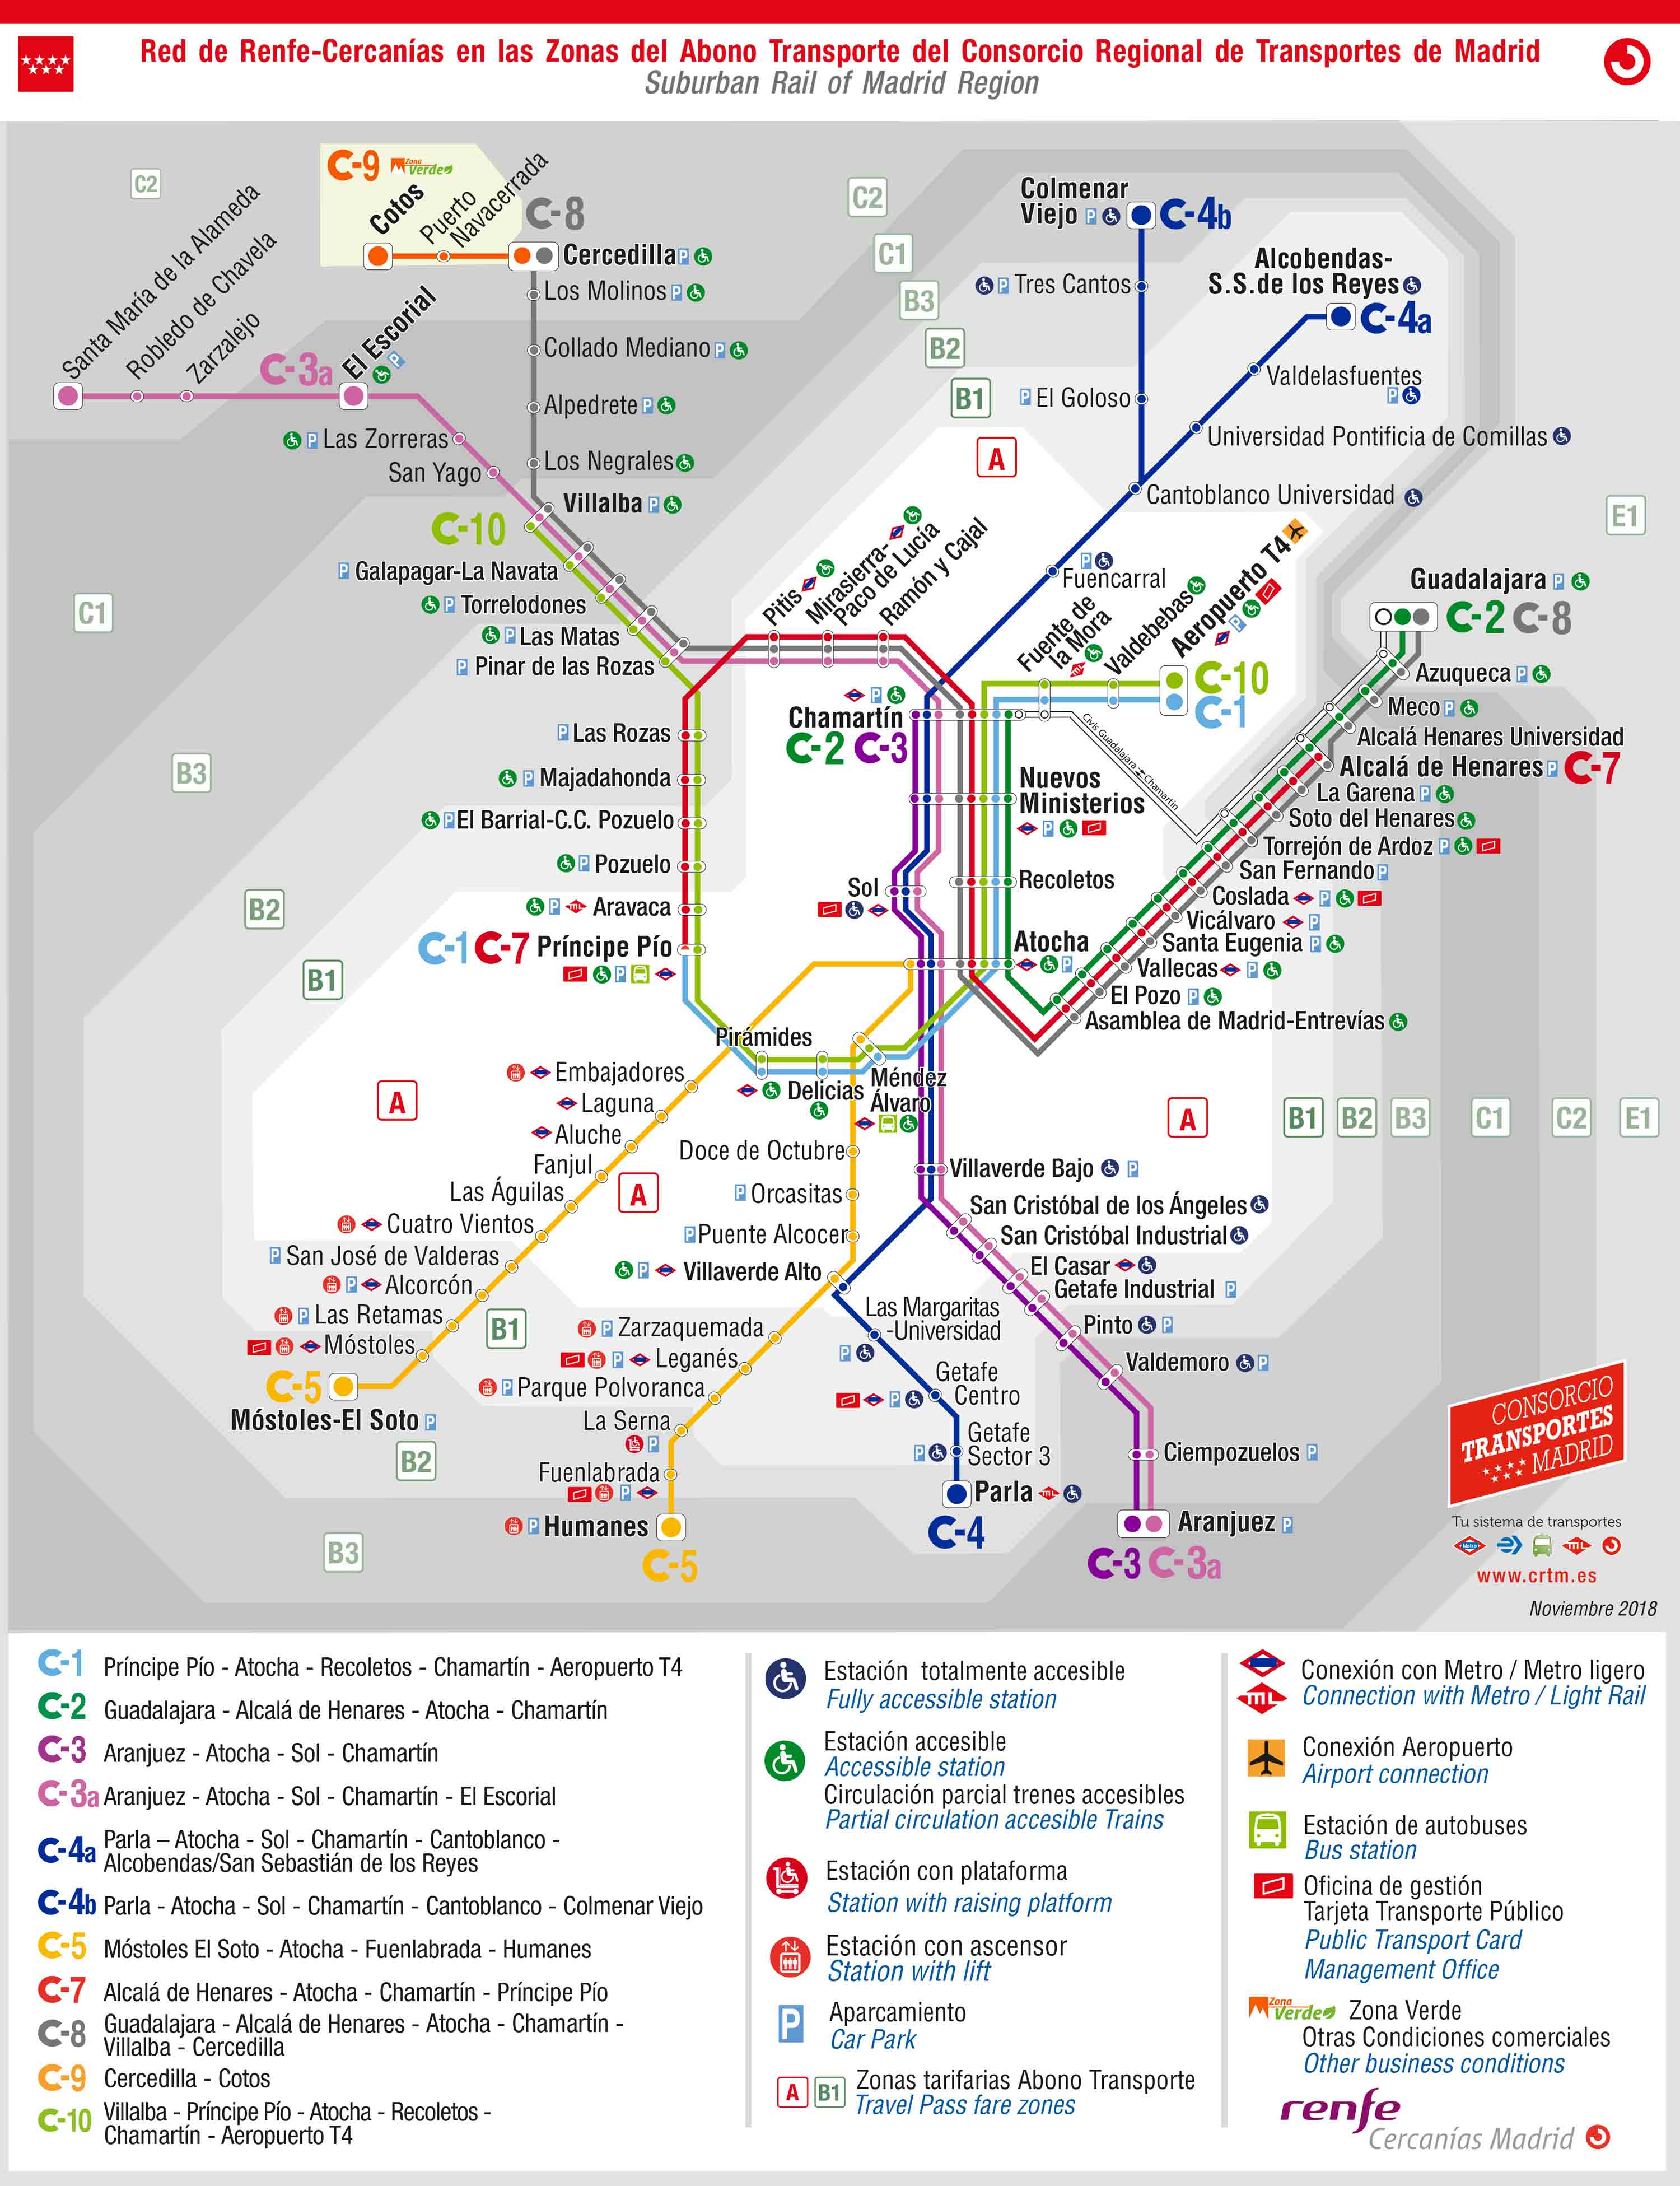 Red de Renfe-Cercanías en las Zonas del Abono Transporte del Consorcio Regional de Transportes de Madrid
Suburban Rail of Madrid Region
C2
C-9
Zona
Verde
Cotos
Puerto
Navacerrada
C-8
Cercedilla P
Los Molinos P
Collado Mediano P
Alpedrete P
Los Negrales
Villalba P
Santa María de la Alameda
Robledo de Chavela
Zarzalejo
C-3a
El Escorial P
P Las Zorreras
San Yago
C-10
P Galapagar-La Navata
P Torrelodones
P Las Matas
P Pinar de las Rozas
C2
C1
B3
B2
B1
A
Colmenar
Viejo P
C-4b
P Tres Cantos
P El Goloso
Alcobendas-
S.S.de los Reyes
C-4a
Valdelasfuentes
P
Universidad Pontificia de Comillas
Cantoblanco Universidad
P
Fuencarral
E1
C1
B3
B2
B1
Pitis
Mirasierra-
Paco de Lucía
Ramón y Cajal
Fuente de
la Mora
Valdebebas
Aeropuerto T4
P
C-10
C-1
Guadalajara P
C-2 C-8
Azuqueca P
Meco P
Alcalá Henares Universidad
Alcalá de Henares P C-7
La Garena P
Soto del Henares
Torrejón de Ardoz P
San Fernando P
Coslada P
Vicálvaro P
Santa Eugenia P
Vallecas P
El Pozo P
Asamblea de Madrid-Entrevías
Civis Guadalajara Chamartín
P
Chamartín
C-2 C-3
Nuevos
Ministerios
P
Sol
Recoletos
Atocha
P
P Las Rozas
P Majadahonda
P El Barrial-C.C. Pozuelo
P Pozuelo
P mL Aravaca
C-1 C-7 Príncipe Pío
P
Pirámides
Delicias
Méndez
Álvaro
A
Embajadores
Laguna
Aluche
Fanjul
Las Águilas
Cuatro Vientos
P San José de Valderas
P Alcorcón
P Las Retamas
Móstoles
C-5
Móstoles-El Soto P
A
Doce de Octubre
P Orcasitas
P Puente Alcocer
P Villaverde Alto
B1
P Zarzaquemada
P Leganés
P Parque Polvoranca
La Serna
P
Fuenlabrada
P
P Humanes
C-5
B2
B3
Las Margaritas
-Universidad
P
Getafe
Centro
P
Getafe
Sector 3
P
Parla mL
C-4
Villaverde Bajo P
San Cristóbal de los Ángeles
San Cristóbal Industrial
El Casar
Getafe Industrial P
Pinto P
Valdemoro P
Ciempozuelos P
Aranjuez P
C-3 C-3a
A
B1
B2
B3
C1
C2
E1
CONSORCIO
TRANSPORTES
MADRID
Tu sistema de transportes
Metro mL
www.crtm.es
Noviembre 2018
C-1 Príncipe Pío - Atocha - Recoletos - Chamartín - Aeropuerto T4
C-2 Guadalajara - Alcalá de Henares - Atocha - Chamartín
C-3 Aranjuez - Atocha - Sol - Chamartín
C-3a Aranjuez - Atocha - Sol - Chamartín - El Escorial
C-4a Parla – Atocha - Sol - Chamartín - Cantoblanco -
Alcobendas/San Sebastián de los Reyes
C-4b Parla - Atocha - Sol - Chamartín - Cantoblanco - Colmenar Viejo
C-5 Móstoles El Soto - Atocha - Fuenlabrada - Humanes
C-7 Alcalá de Henares - Atocha - Chamartín - Príncipe Pío
C-8 Guadalajara - Alcalá de Henares - Atocha - Chamartín -
Villalba - Cercedilla
C-9 Cercedilla - Cotos
C-10 Villalba - Príncipe Pío - Atocha - Recoletos -
Chamartín - Aeropuerto T4
Estación totalmente accesible
Fully accessible station
Estación accesible
Accessible station
Circulación parcial trenes accesibles
Partial circulation accesible Trains
Estación con plataforma
Station with raising platform
Estación con ascensor
Station with lift
P Aparcamiento
Car Park
A B1 Zonas tarifarias Abono Transporte
Travel Pass fare zones
Conexión con Metro / Metro ligero
mL Connection with Metro / Light Rail
Conexión Aeropuerto
Airport connection
Estación de autobuses
Bus station
Oficina de gestión
Tarjeta Transporte Público
Public Transport Card
Management Office
Zona
Verde Zona Verde
Otras Condiciones comerciales
Other business conditions
renfe
Cercanías Madrid